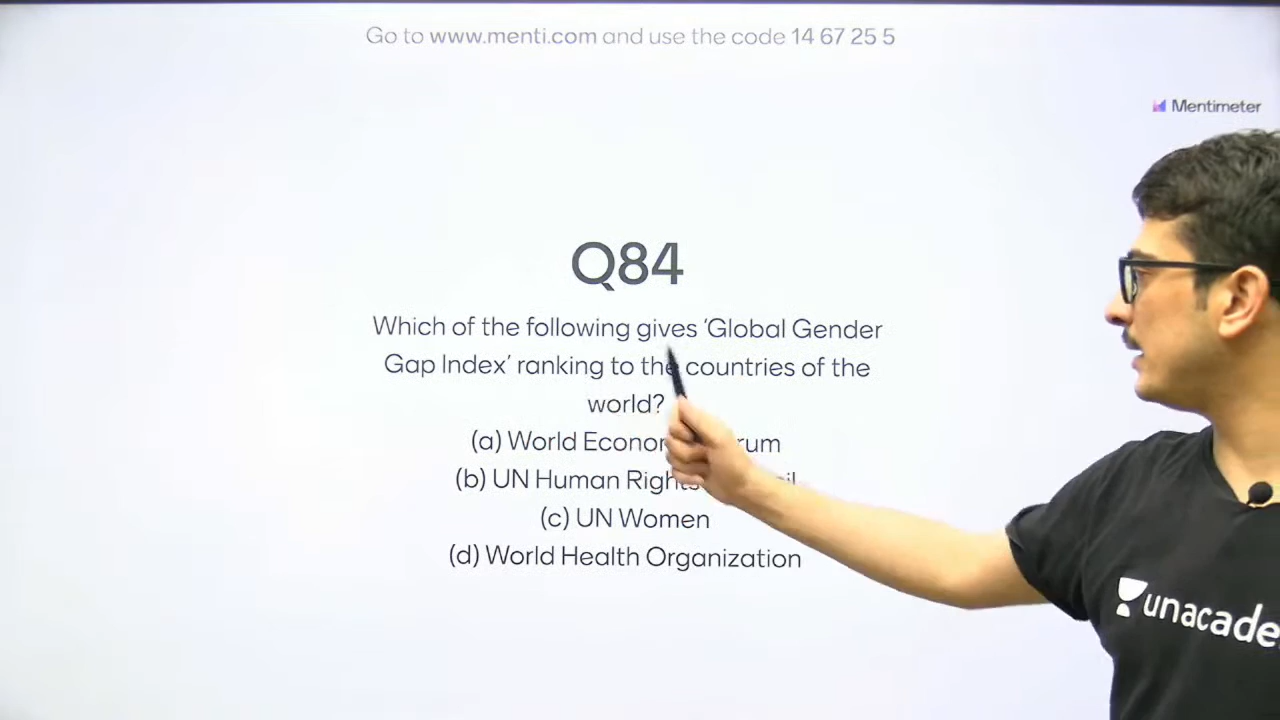 Go to www.menti.com and use the code 14 67 25 5
Mentimeter
Q84
Which of the following gives 'Global Gender
Gap Index' ranking to the countries of the
world?
(a) World
(b) UN Human
(c) UN Women
(d) World Health Organization
unacade